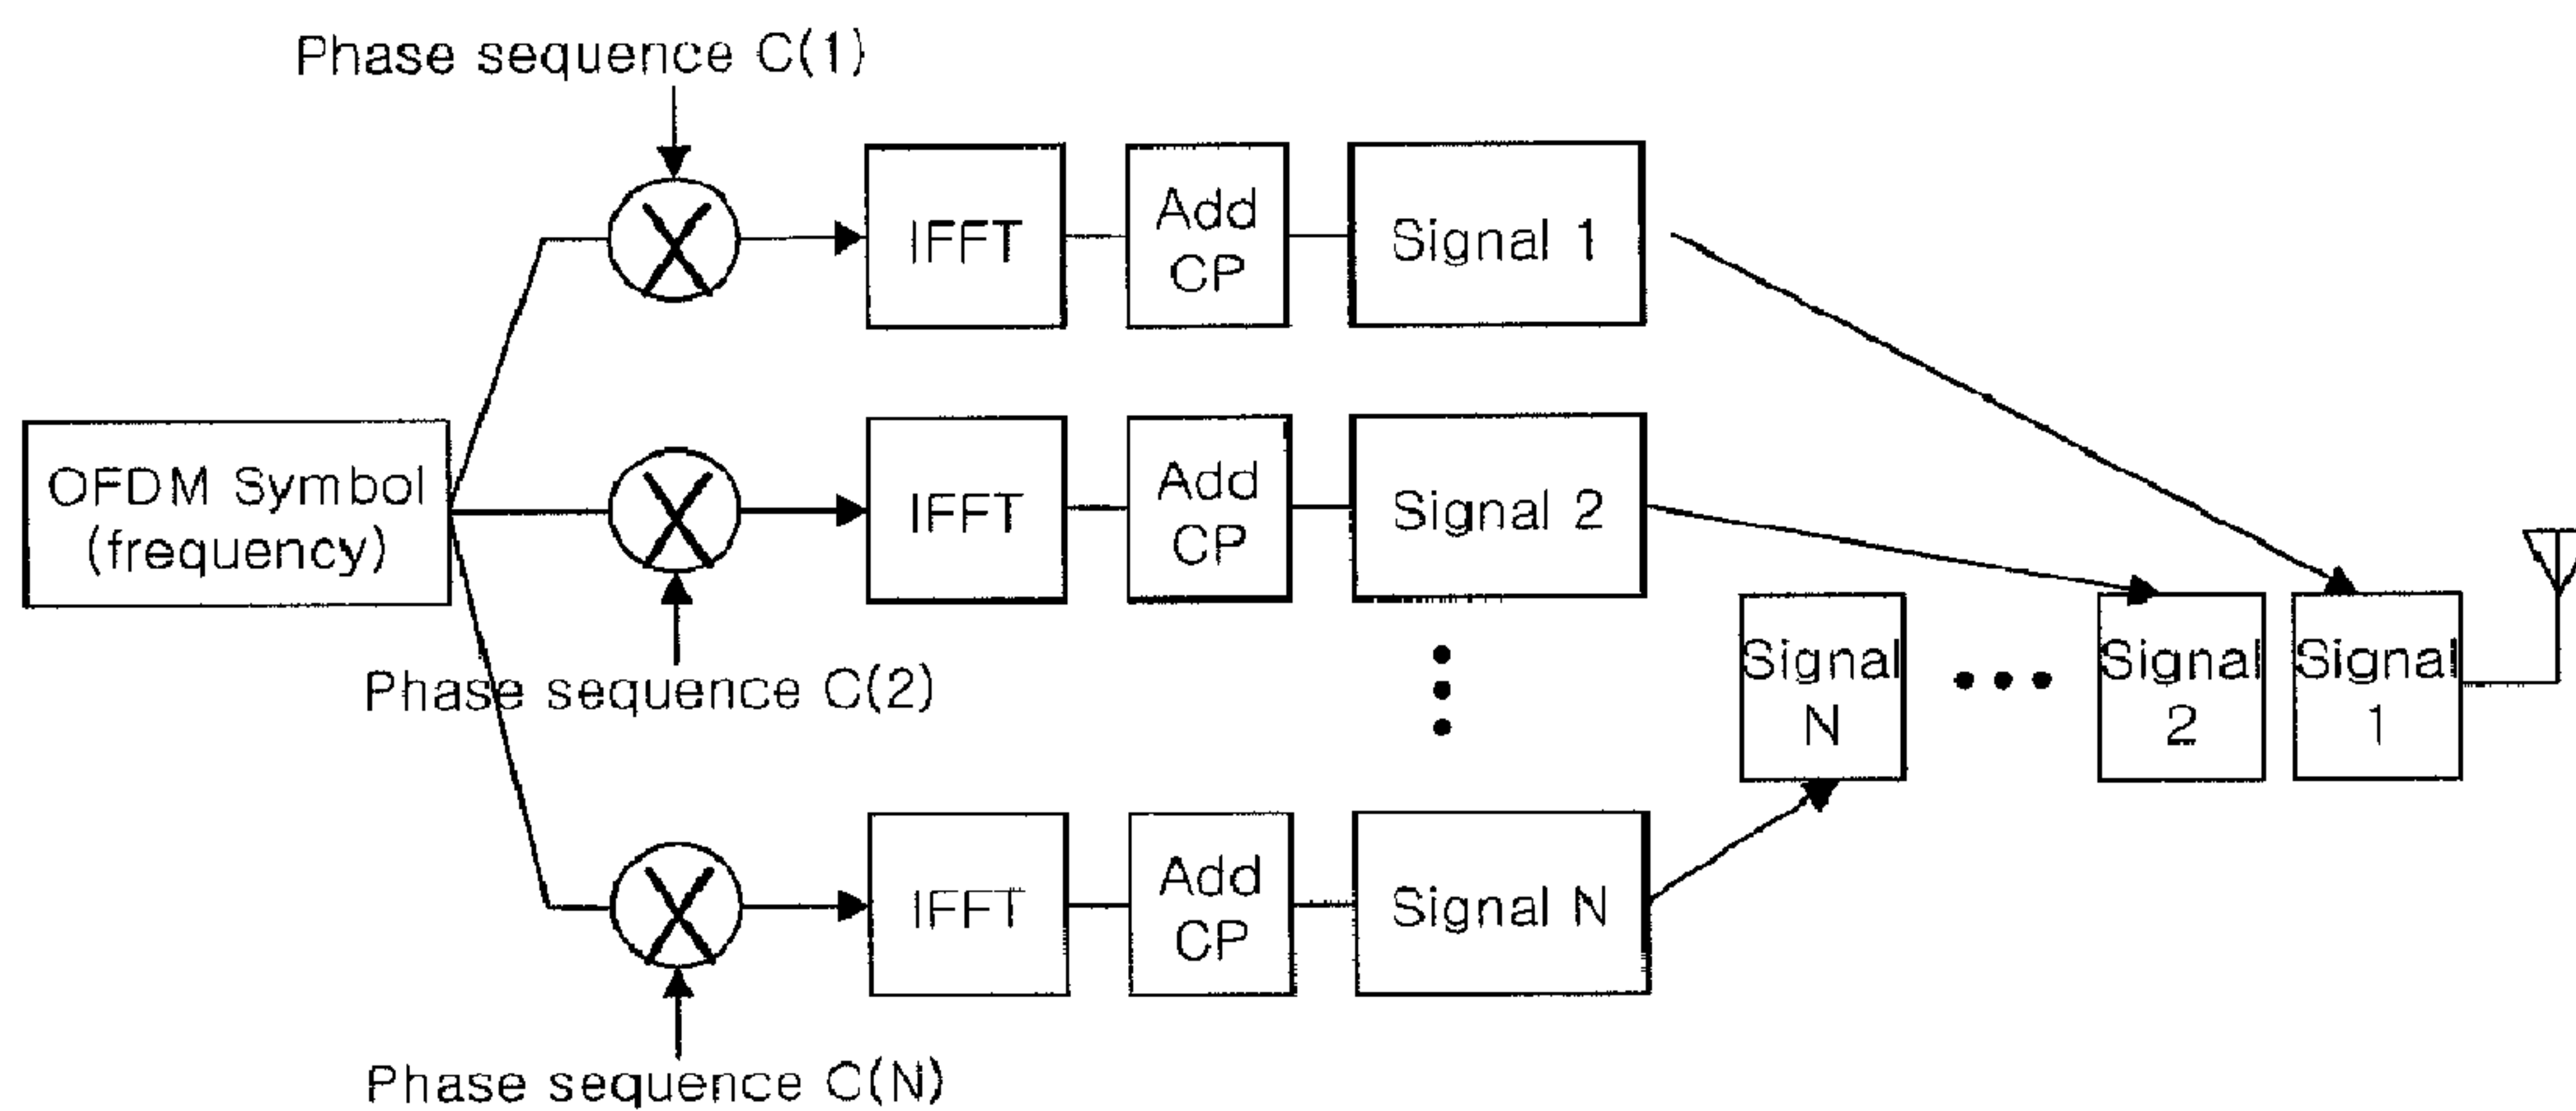 Phase sequence C(1)
IFFT
Add
CP
Signal 1
OFDM Symbol
(frequency)
IFFT
Add
CP
Signal 2
Phase sequence C(2)
Signal
N
Signal
2
Signal
1
IFFT
Add
CP
Signal N
Phase sequence C(N)